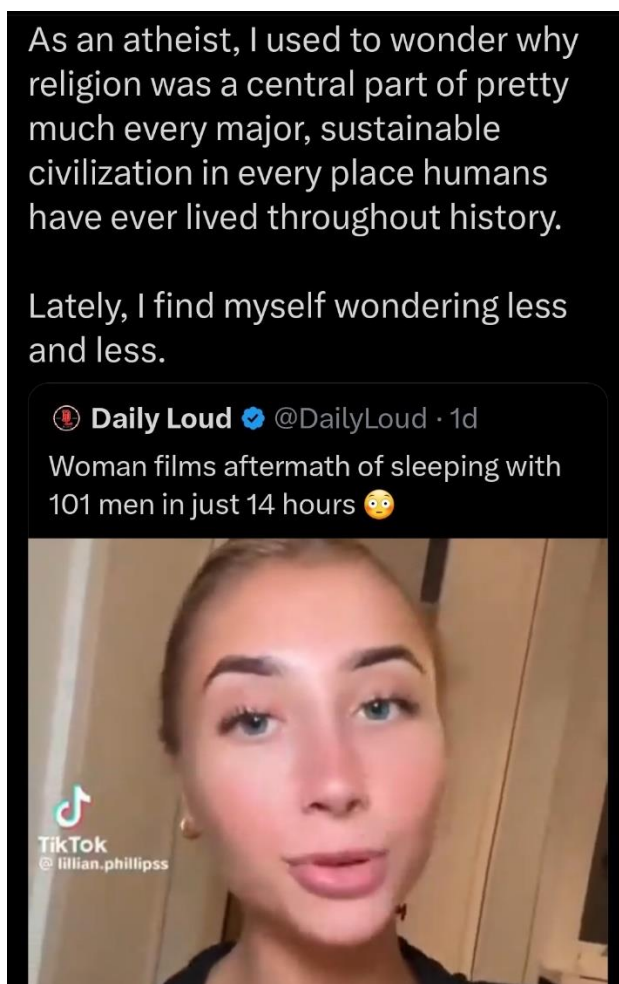 As an atheist, I used to wonder why
religion was a central part of pretty
much every major, sustainable
civilization in every place humans
have ever lived throughout history.
Lately, I find myself wondering less
and less.
Daily Loud @DailyLoud · 1d
Woman films aftermath of sleeping with
101 men in just 14 hours 😳
TikTok
@ lillian.phillipss